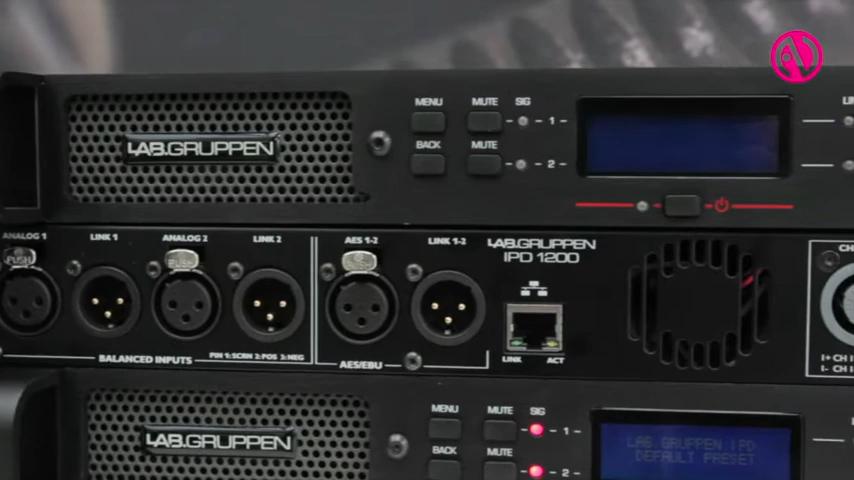 MENU MUTE SIG
1
LAB.GRUPPEN
BACK MUTE
2
ANALOG 1 LINK 1 ANALOG 2 LINK 2 AES 1-2 LINK 1-2 LAB.GRUPPEN
IPD 1200
PUSH PUSH
LINK ACT
BALANCED INPUTS PIN 1:SCRN 2:POS 3:NEG AES/EBU
I+ CH I
I- CH I
MENU MUTE SIG
1
LAB.GRUPPEN
LAB.GRUPPEN IPD
DEFAULT PRESET
BACK MUTE
2